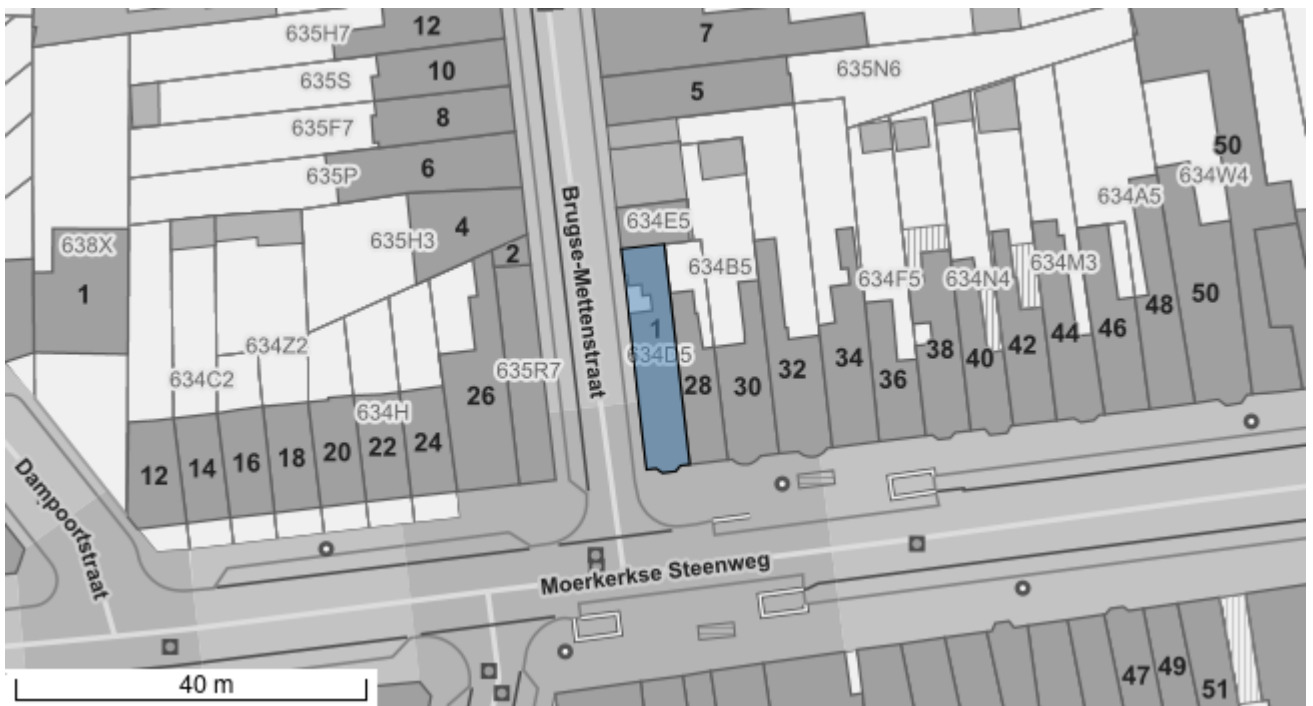 635H7
12
7
635S
10
635N6
5
635F7
8
635P
6
50
634W4
634A5
4
635H3
638X
2
634E5
1
634B5
634F5
634N4
634M3
Brugse-Mettenstraat
1
634D5
634Z2
634C2
634H
635R7
26
28
30
32
34
36
38
40
42
44
46
48
50
12
14
16
18
20
22
24
Dampoortstraat
Moerkerkse Steenweg
47
49
51
40 m